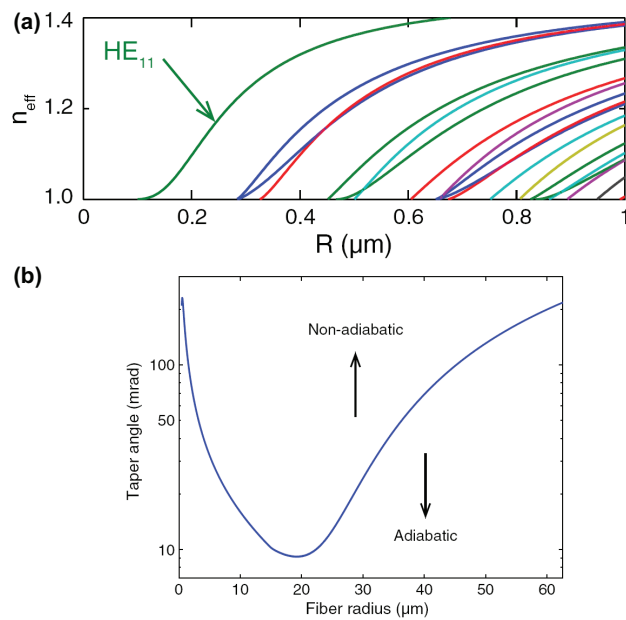 (a)
1.4
HE11
1.2
neff
1.0
0 0.2 0.4 0.6 0.8 1
R (µm)
(b)
Non-adiabatic
100
50
Taper angle (mrad)
Adiabatic
10
0 10 20 30 40 50 60
Fiber radius (µm)